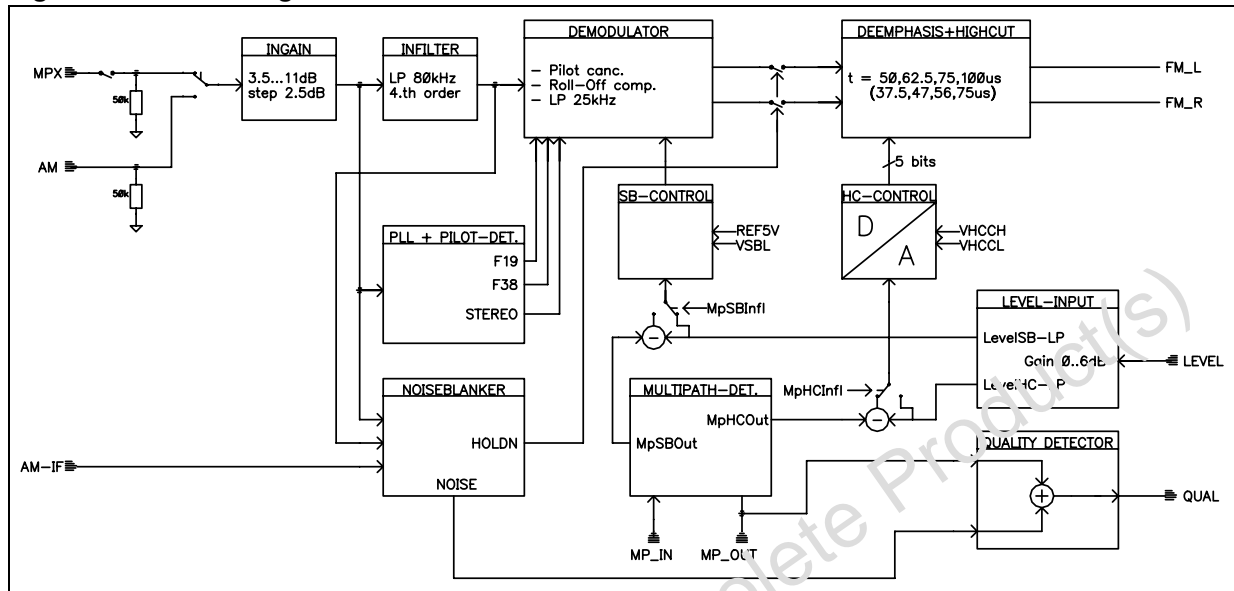 INGAIN
3.5...11dB
step 2.5dB
INFILTER
LP 80kHz
4.th order
DEMODULATOR
– Pilot canc.
– Roll-Off comp.
– LP 25kHz
DEEMPHASIS+HIGHCUT
t = 50,62.5,75,100us
(37.5,47,56,75us)
MPX
50k
AM
50k
FM_L
FM_R
5 bits
SB-CONTROL
REF5V
VSBL
HC-CONTROL
D
A
VHCCH
VHCCL
PLL + PILOT-DET.
F19
F38
STEREO
MpSBInfl
LEVEL-INPUT
LevelSB-LP
Gain 0..6dB
LevelHC-LP
LEVEL
NOISEBLANKER
HOLDN
NOISE
AM-IF
MULTIPATH-DET.
MpHCOut
MpSBOut
MpHCInfl
QUALITY DETECTOR
QUAL
MP_IN
MP_OUT